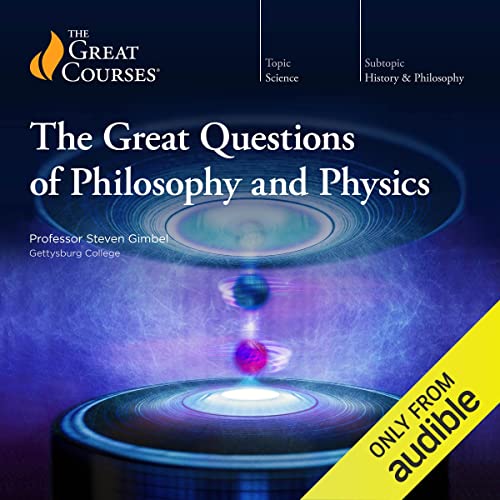 THE
GREAT
COURSES®
Topic
Science
Subtopic
History & Philosophy
The Great Questions
of Philosophy and Physics
Professor Steven Gimbel
Gettysburg College
ONLY FROM
audible